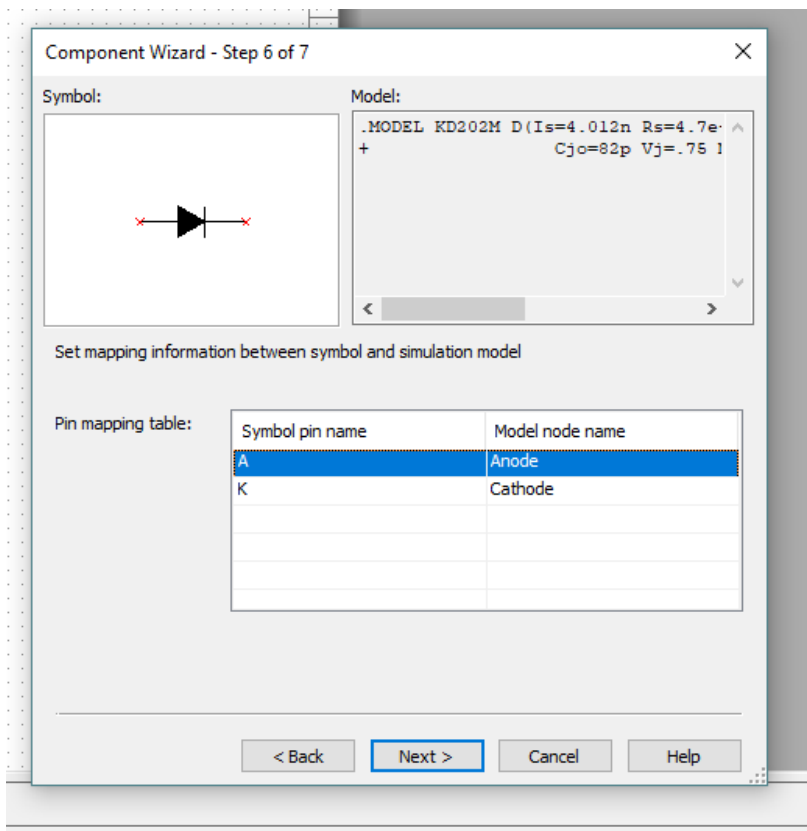 Component Wizard - Step 6 of 7
Symbol:
Model:
.MODEL KD202M D(Is=4.012n Rs=4.7e-
+ Cjo=82p Vj=.75
Set mapping information between symbol and simulation model
Pin mapping table:
Symbol pin name Model node name
A Anode
K Cathode
< Back Next > Cancel Help